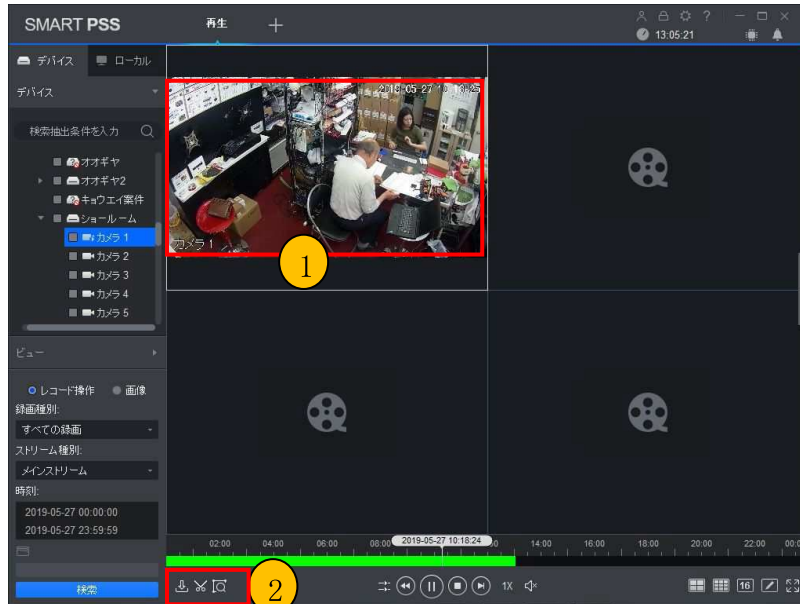 SMART PSS
再生
13:05:21
デバイス
ローカル
デバイス
検索抽出条件を入力
オオギヤ
オオギヤ2
キョウエイ案件
ショールーム
カメラ 1
カメラ 2
カメラ 3
カメラ 4
カメラ 5
ビュー
レコード操作
画像
録画種別:
すべての録画
ストリーム種別:
メインストリーム
時刻:
2019-05-27 00:00:00
2019-05-27 23:59:59
検索
カメラ 1
1
02:00 04:00 06:00 08:00 2019-05-27 10:18:24 14:00 16:00 18:00 20:00 22:00
2
1X
16